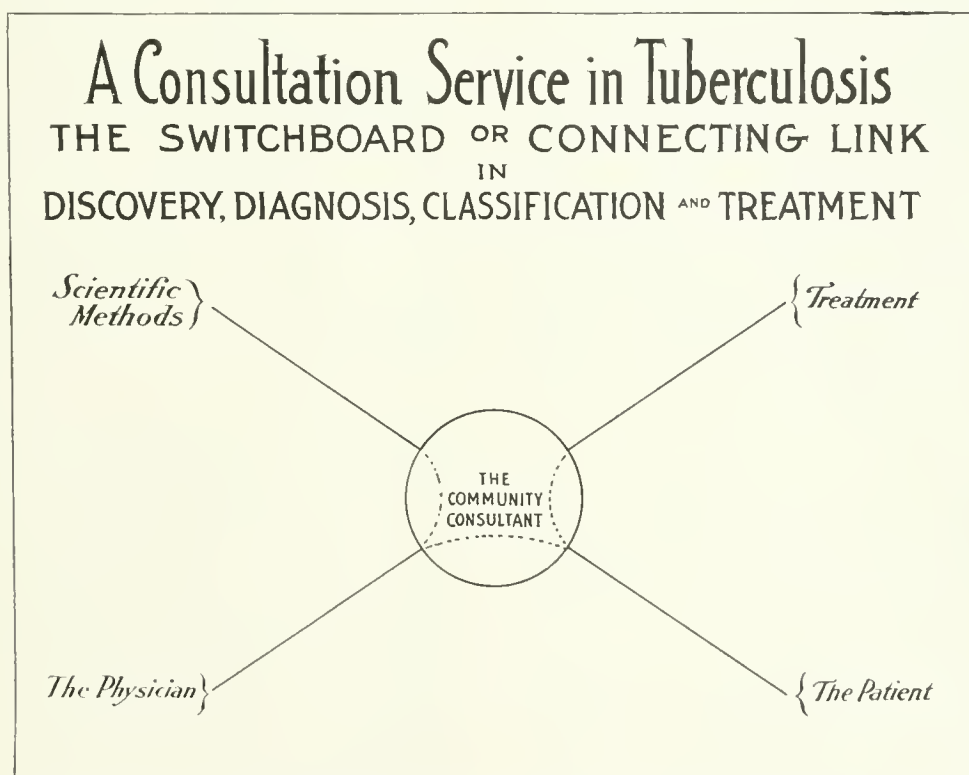 A Consultation Service in Tuberculosis
THE SWITCHBOARD OR CONNECTING LINK
IN
DISCOVERY, DIAGNOSIS, CLASSIFICATION AND TREATMENT
Scientific
Methods
Treatment
THE
COMMUNITY
CONSULTANT
The Physician
The Patient